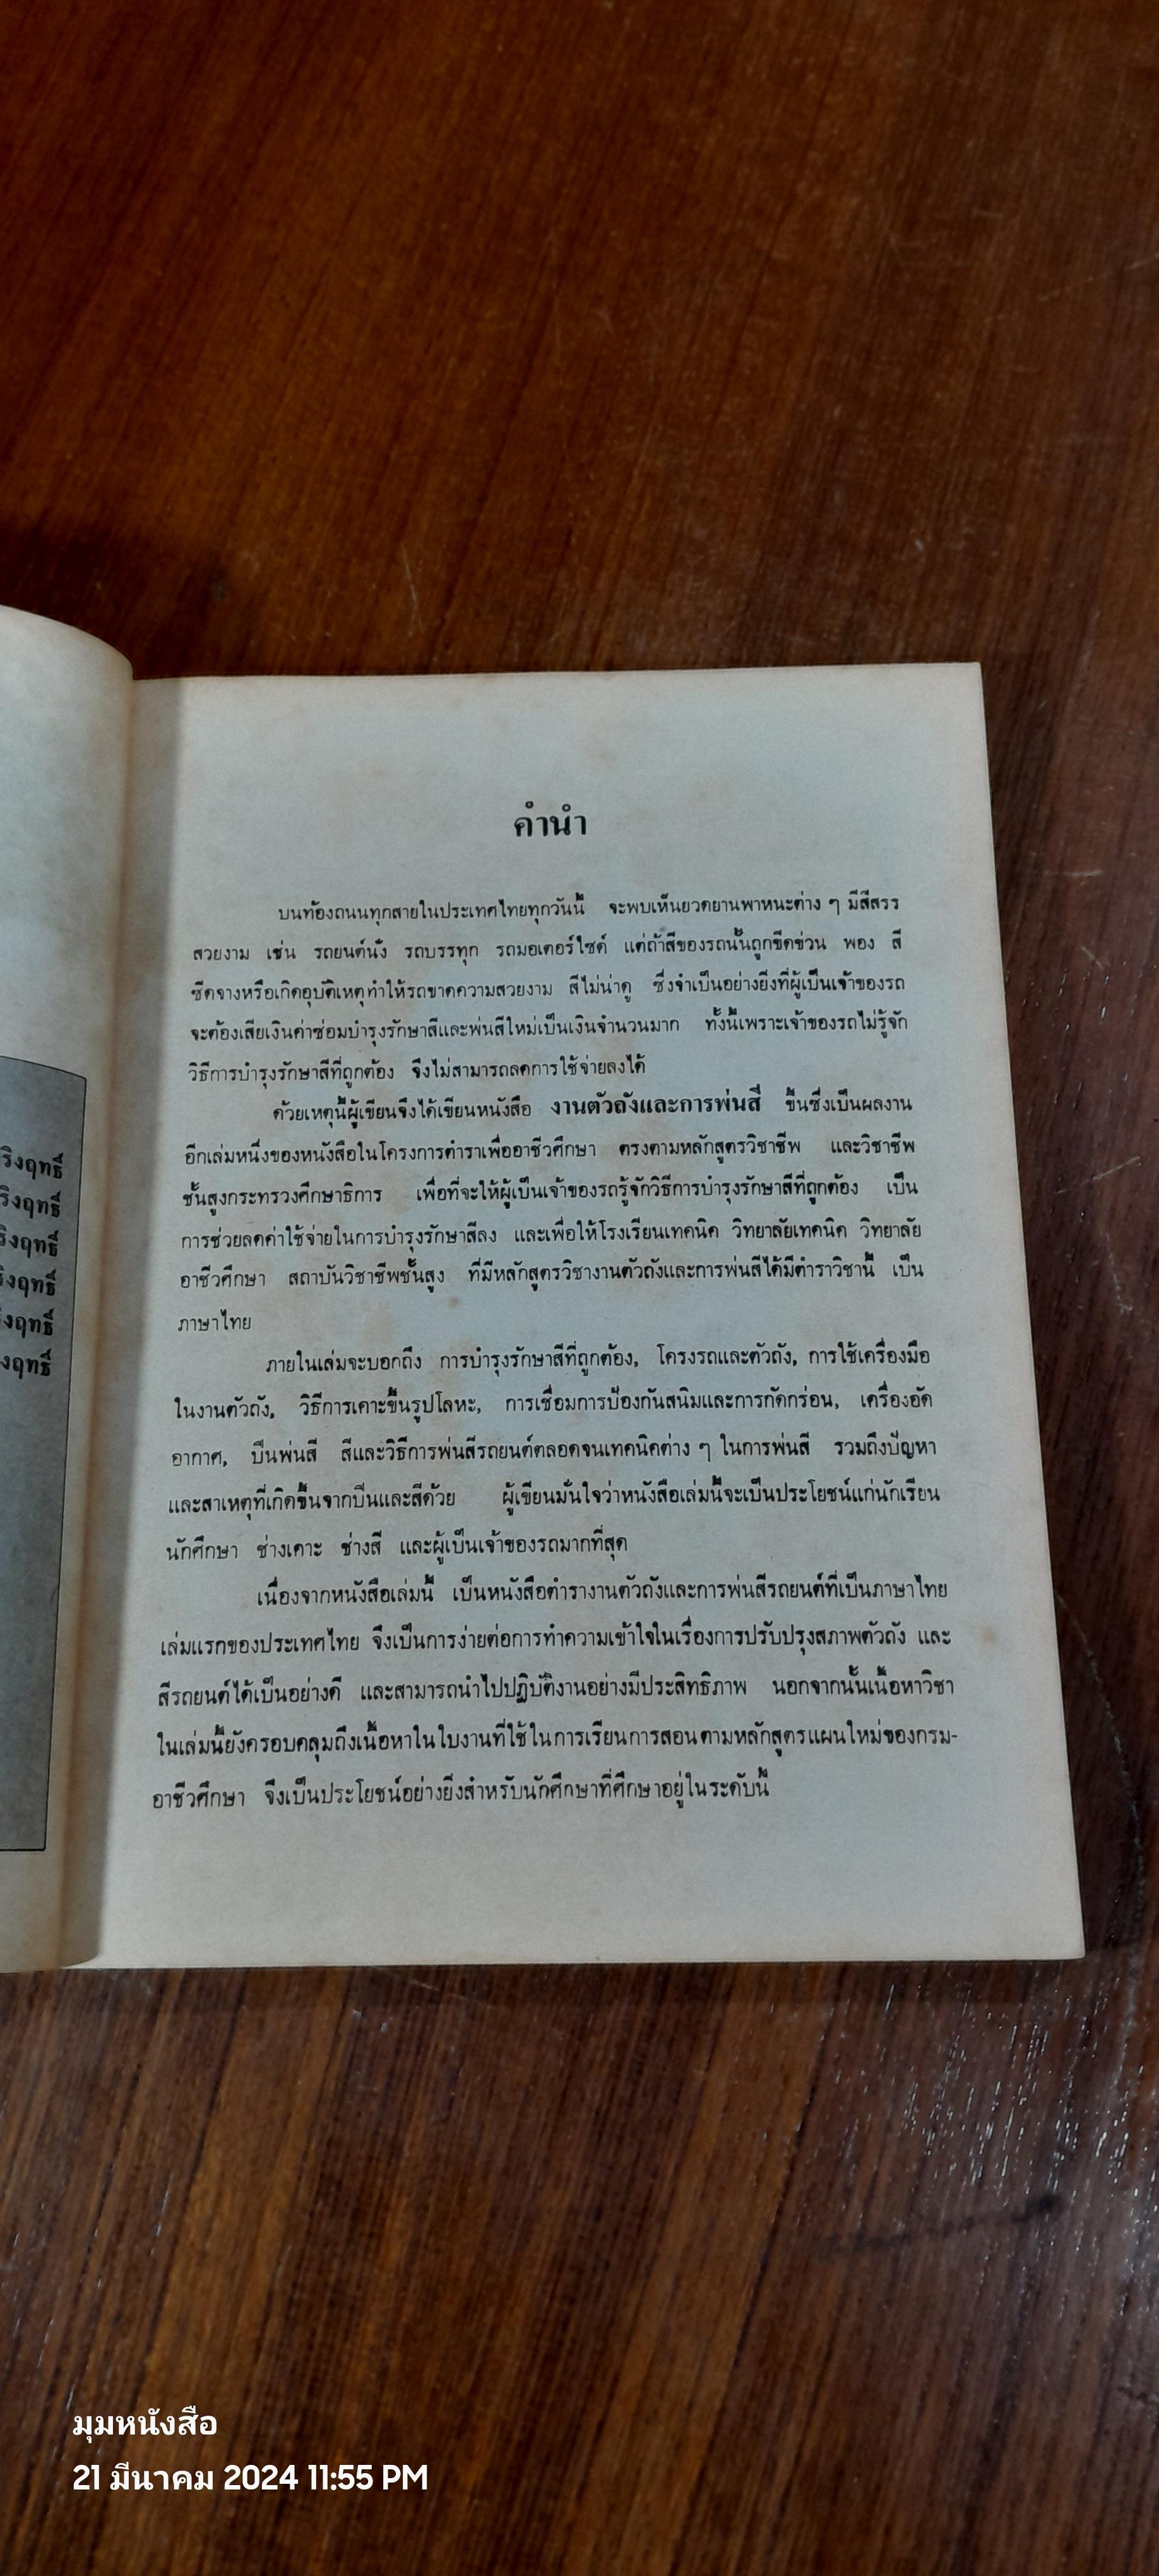 ริงฤทธิ์
ริงฤทธิ์
ริงฤทธิ์
ริงฤทธิ์
งฤทธิ์
งฤทธิ์
คำนำ
บนท้องถนนทุกสายในประเทศไทยทุกวันนี้ จะพบเห็นยวดยานพาหนะต่าง ๆ มีสีสรร
สวยงาม เช่น รถยนต์นั่ง รถบรรทุก รถมอเตอร์ไซค์ แต่ถ้าสีของรถนั้นถูกขีดข่วน พอง สี
ซีดจางหรือเกิดอุบัติเหตุทำให้รถขาดความสวยงาม สีไม่น่าดู ซึ่งจำเป็นอย่างยิ่งที่ผู้เป็นเจ้าของรถ
จะต้องเสียเงินค่าซ่อมบำรุงรักษาสีและพ่นสีใหม่เป็นเงินจำนวนมาก ทั้งนี้เพราะเจ้าของรถไม่รู้จัก
วิธีการบำรุงรักษาสีที่ถูกต้อง จึงไม่สามารถลดการใช้จ่ายลงได้
ด้วยเหตุนี้ผู้เขียนจึงได้เขียนหนังสือ งานตัวถังและการพ่นสี ขึ้นซึ่งเป็นผลงาน
อีกเล่มหนึ่งของหนังสือในโครงการตำราเพื่ออาชีวศึกษา ตรงตามหลักสูตรวิชาชีพ และวิชาชีพ
ชั้นสูงกระทรวงศึกษาธิการ เพื่อที่จะให้ผู้เป็นเจ้าของรถรู้จักวิธีการบำรุงรักษาสีที่ถูกต้อง เป็น
การช่วยลดค่าใช้จ่ายในการบำรุงรักษาสีลง และเพื่อให้โรงเรียนเทคนิค วิทยาลัยเทคนิค วิทยาลัย
อาชีวศึกษา สถาบันวิชาชีพชั้นสูง ที่มีหลักสูตรวิชางานตัวถังและการพ่นสีได้มีตำราวิชานี้ เป็น
ภาษาไทย
ภายในเล่มจะบอกถึง การบำรุงรักษาสีที่ถูกต้อง, โครงรถและตัวถัง, การใช้เครื่องมือ
ในงานตัวถัง, วิธีการเคาะขึ้นรูปโลหะ, การเชื่อมการป้องกันสนิมและการกัดกร่อน, เครื่องอัด
อากาศ, ปืนพ่นสี สีและวิธีการพ่นสีรถยนต์ตลอดจนเทคนิคต่าง ๆ ในการพ่นสี รวมถึงปัญหา
และสาเหตุที่เกิดขึ้นจากปืนและสีด้วย ผู้เขียนมั่นใจว่าหนังสือเล่มนี้จะเป็นประโยชน์แก่นักเรียน
นักศึกษา ช่างเคาะ ช่างสี และผู้เป็นเจ้าของรถมากที่สุด
เนื่องจากหนังสือเล่มนี้ เป็นหนังสือตำรางานตัวถังและการพ่นสีรถยนต์ที่เป็นภาษาไทย
เล่มแรกของประเทศไทย จึงเป็นการง่ายต่อการทำความเข้าใจในเรื่องการปรับปรุงสภาพตัวถัง และ
สีรถยนต์ได้เป็นอย่างดี และสามารถนำไปปฏิบัติงานอย่างมีประสิทธิภาพ นอกจากนั้นเนื้อหาวิชา
ในเล่มนี้ยังครอบคลุมถึงเนื้อหาในใบงานที่ใช้ในการเรียนการสอนตามหลักสูตรแผนใหม่ของกรม-
อาชีวศึกษา จึงเป็นประโยชน์อย่างยิ่งสำหรับนักศึกษาที่ศึกษาอยู่ในระดับนี้
มุมหนังสือ
21 มีนาคม 2024 11:55 PM